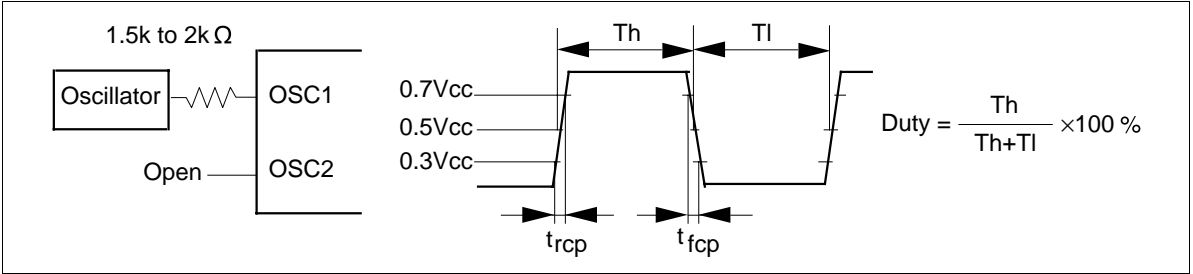 1.5k to 2kΩ
Oscillator
OSC1
Open
OSC2
Th
Tl
0.7Vcc
0.5Vcc
0.3Vcc
trcp
tfcp
Duty = Th / Th+Tl ×100 %